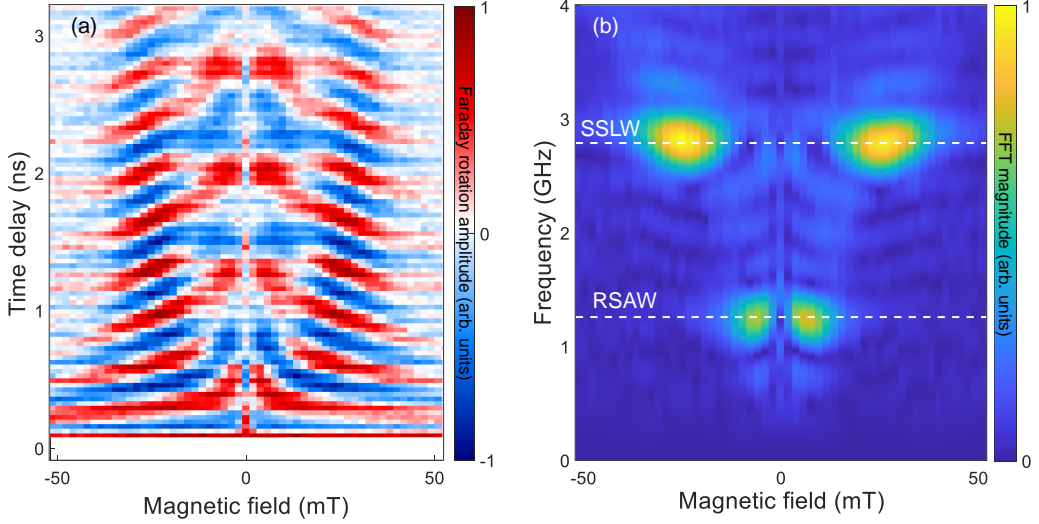 (a)
3
2
1
0
-50
0
50
Time delay (ns)
Magnetic field (mT)
1
0
-1
Faraday rotation amplitude (arb. units)
(b)
4
3
2
1
0
-50
0
50
Frequency (GHz)
Magnetic field (mT)
SSLW
RSAW
1
0
FFT magnitude (arb. units)